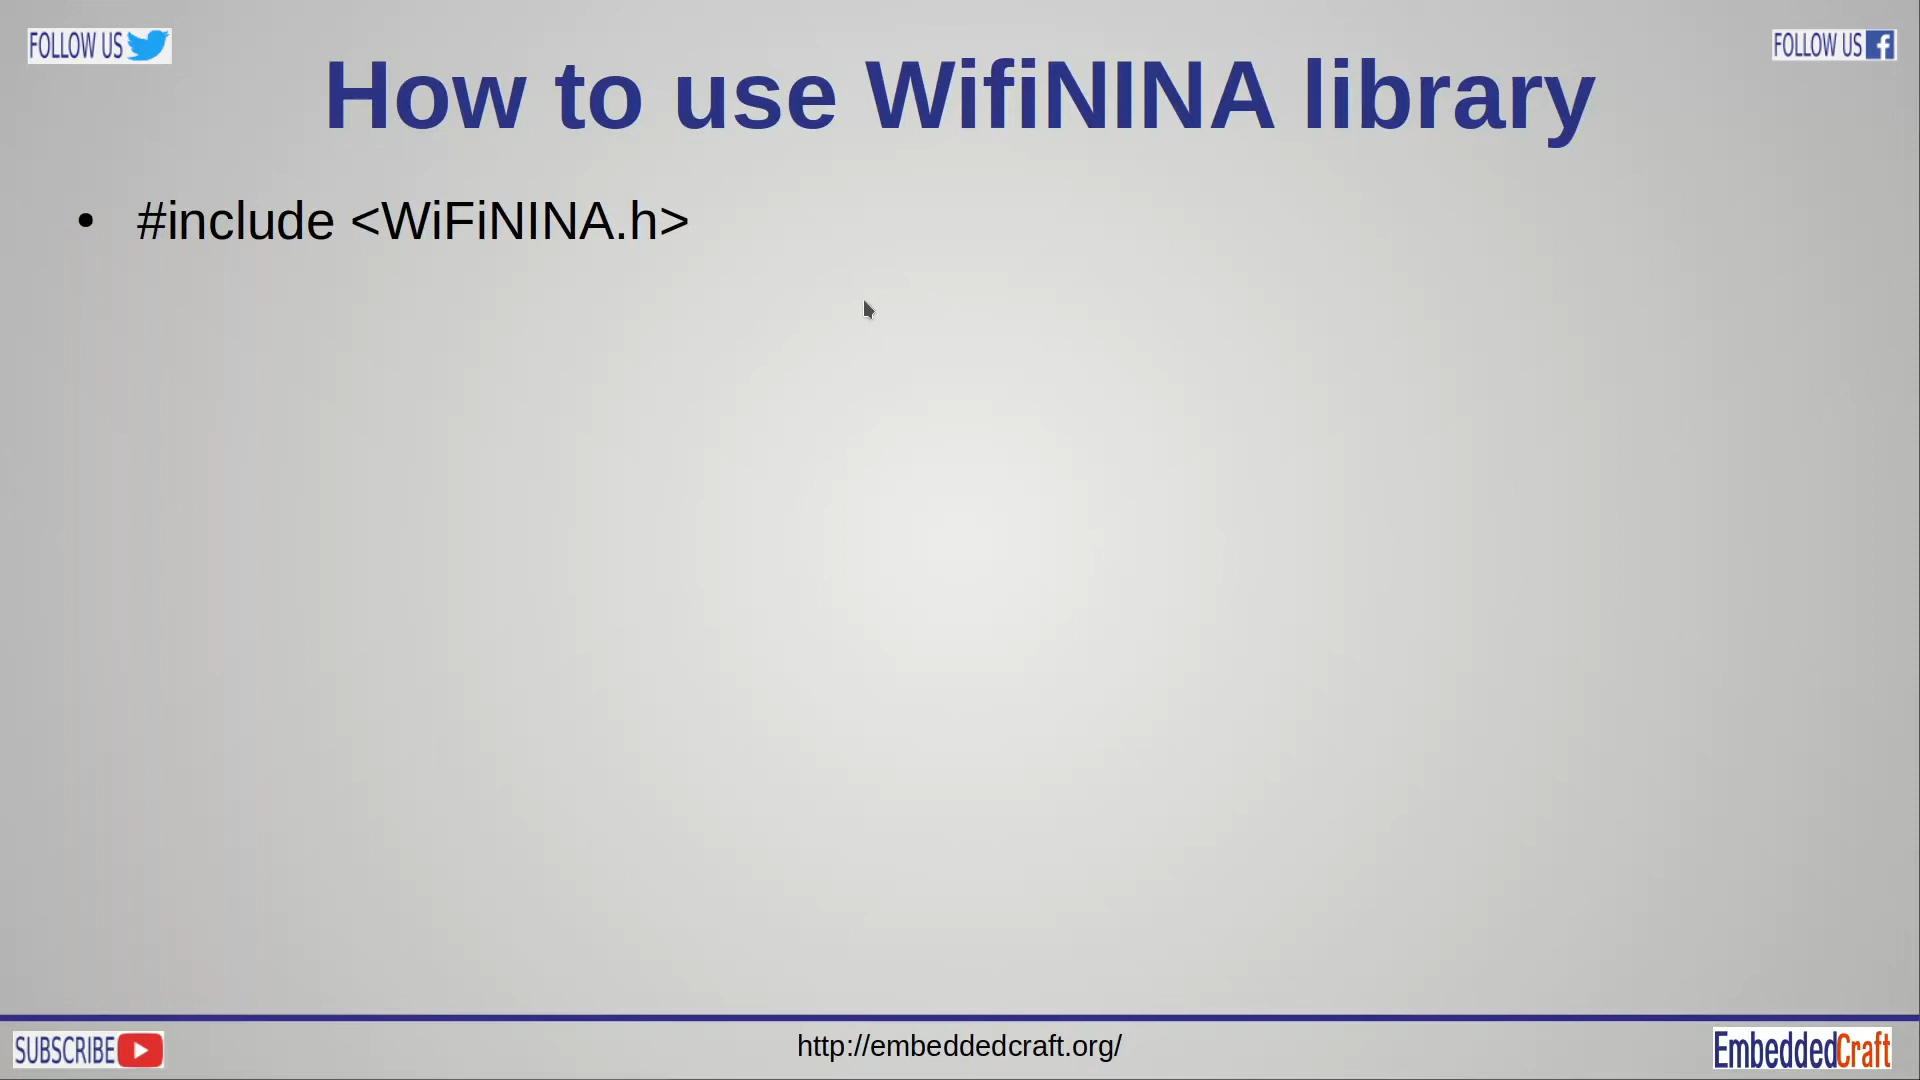 FOLLOW US
FOLLOW US
How to use WifiNINA library
• #include <WiFiNINA.h>
SUBSCRIBE
http://embeddedcraft.org/
EmbeddedCraft